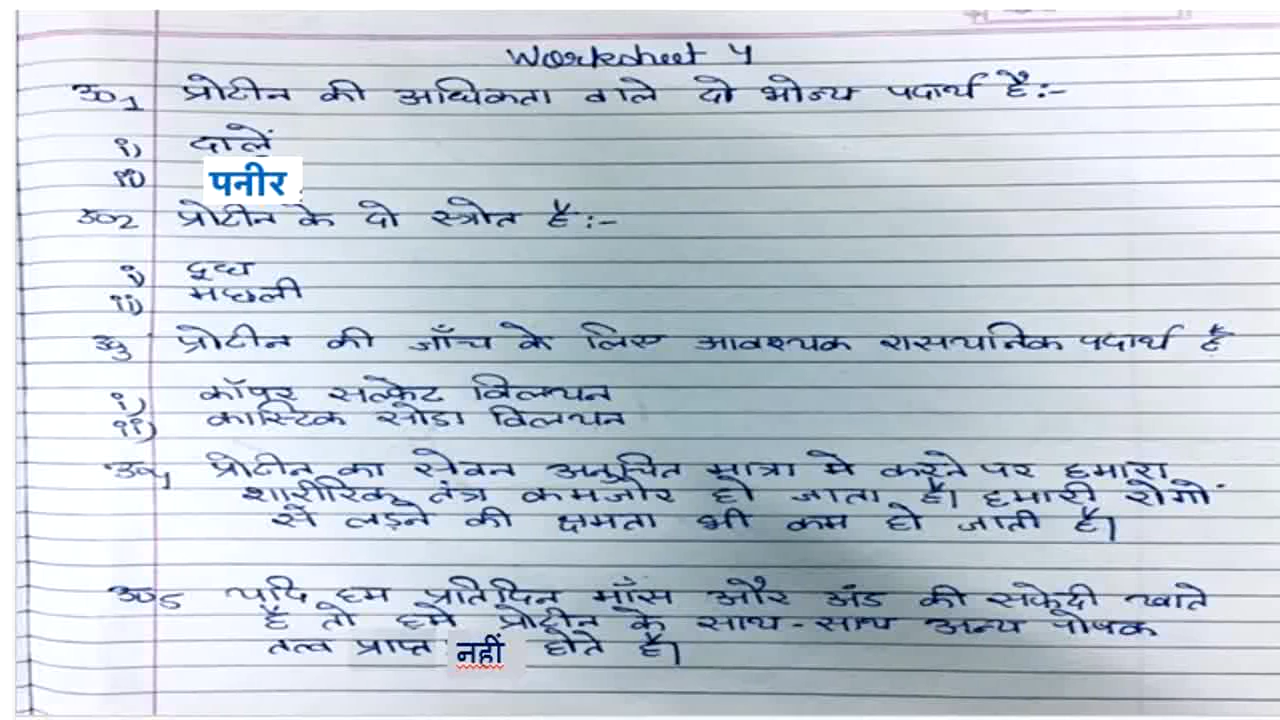 Worksheet 4
उ०1 प्रोटीन की अधिकता वाले दो भोज्य पदार्थ है:-
i) दालें
ii) पनीर
उ०2 प्रोटीन के दो स्त्रोत है:-
i) दूध
ii) मछली
उ३ प्रोटीन की जाँच के लिए आवश्यक रासायनिक पदार्थ है
i) कॉपर सल्फेट विलयन
ii) कास्टिक सोडा विलयन
उ०4 प्रोटीन का सेवन अनुचित मात्रा मे करने पर हमारा
शारीरिक तंत्र कमजोर हो जाता है। हमारी रोगों
से लड़ने की क्षमता भी कम हो जाती है।
उ०5 यदि हम प्रतिदिन माँस और अंड की सफेदी खाते
है तो हमे प्रोटीन के साथ-साथ अन्य पोषक
तत्व प्राप्त नहीं होते है।